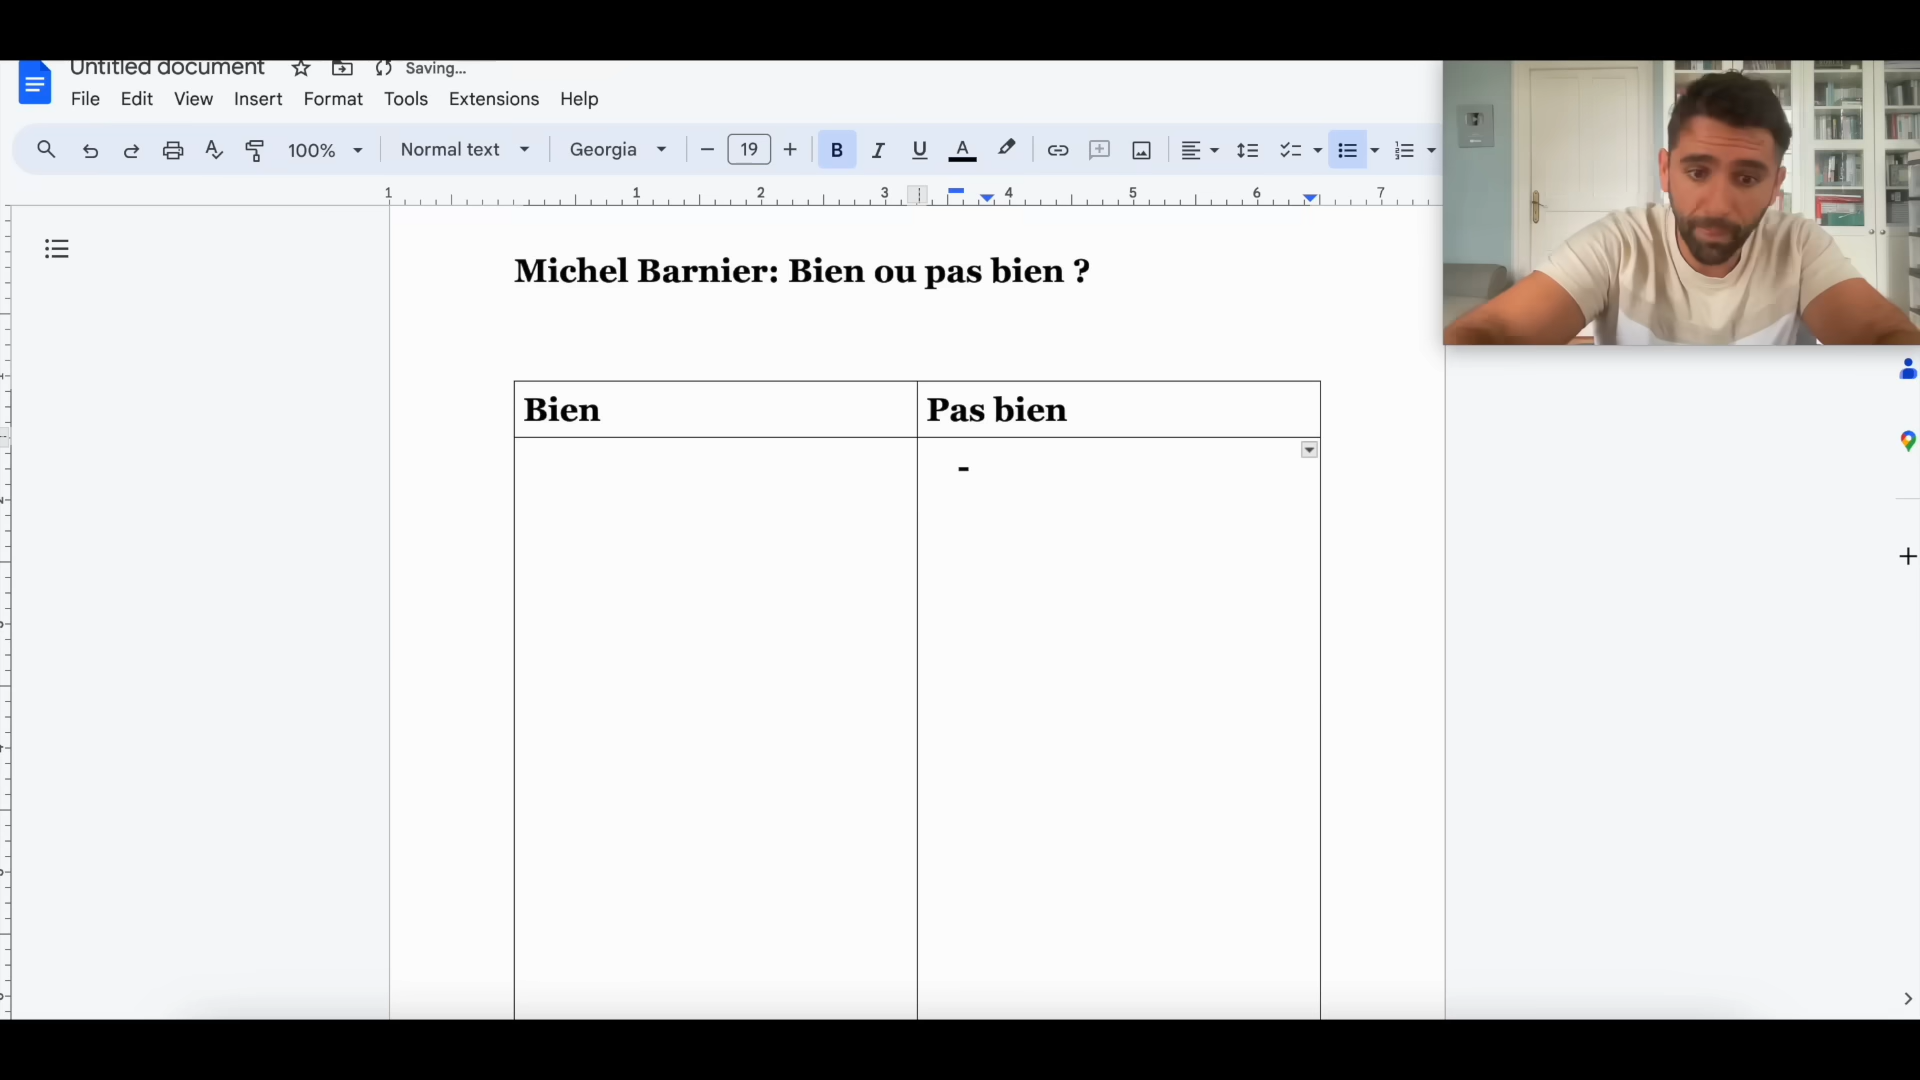 Untitled document
Saving...
File Edit View Insert Format Tools Extensions Help
100% Normal text Georgia 19 B I U A
1 1 2 3 4 5 6 7
Michel Barnier: Bien ou pas bien ?
Bien Pas bien
-